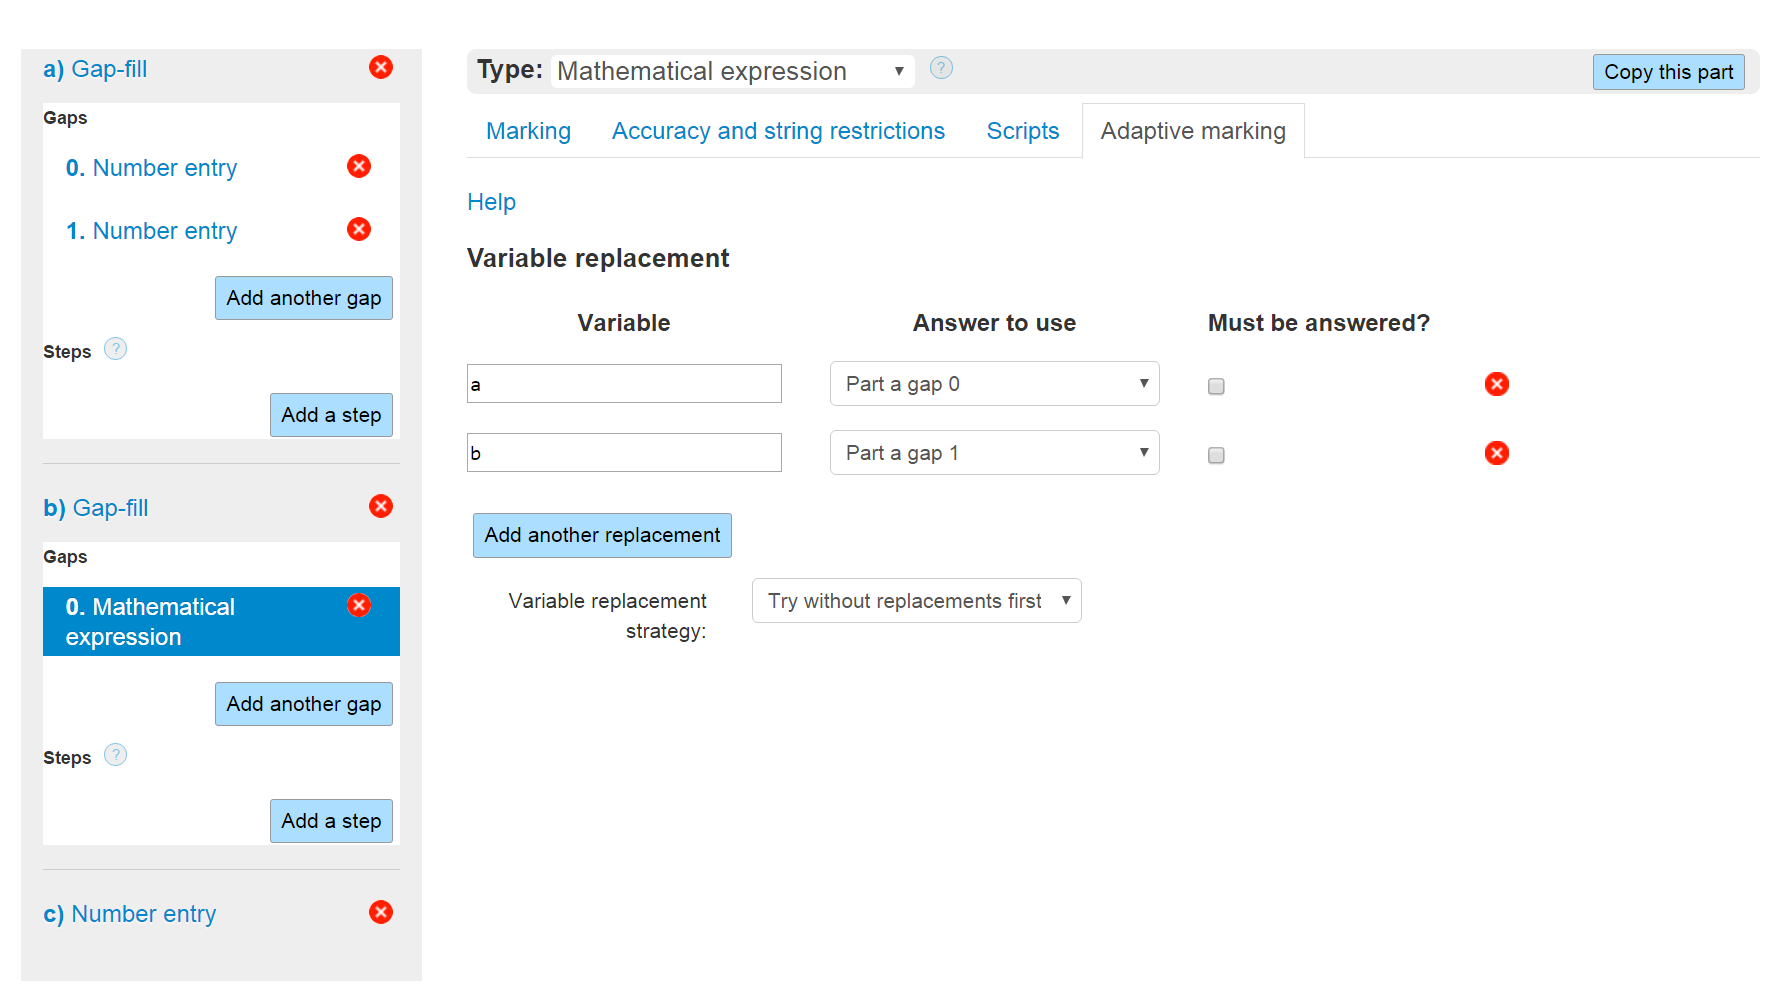 a) Gap-fill
Gaps
0. Number entry
1. Number entry
Add another gap
Steps ?
Add a step
b) Gap-fill
Gaps
0. Mathematical
expression
Add another gap
Steps ?
Add a step
c) Number entry
Type: Mathematical expression ?
Copy this part
Marking Accuracy and string restrictions Scripts Adaptive marking
Help
Variable replacement
Variable Answer to use Must be answered?
a Part a gap 0
b Part a gap 1
Add another replacement
Variable replacement
strategy:
Try without replacements first